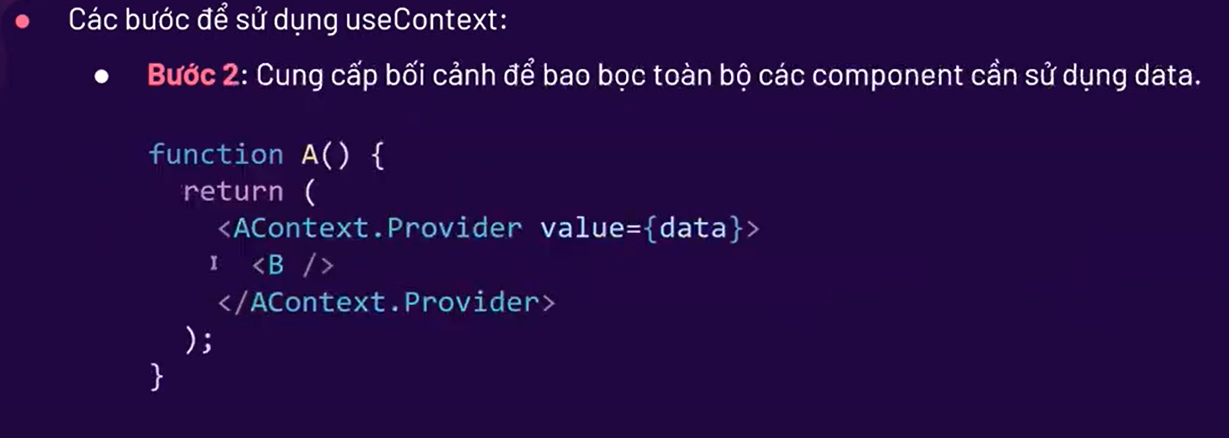 Các bước để sử dụng useContext:
Bước 2: Cung cấp bối cảnh để bao bọc toàn bộ các component cần sử dụng data.
function A() {
  return (
    <AContext.Provider value={data}>
      <B />
    </AContext.Provider>
  );
}